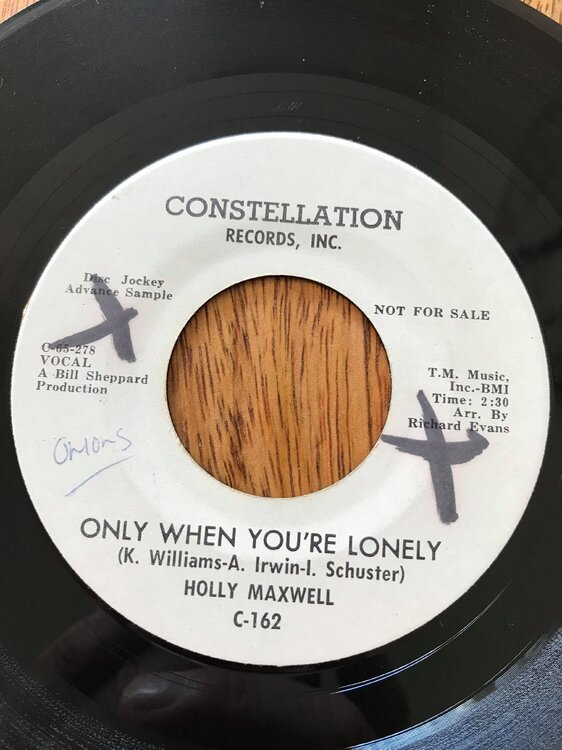 CONSTELLATION
RECORDS, INC.
Disc Jockey
Advance Sample
NOT FOR SALE
C-65-278
VOCAL
A Bill Sheppard
Production
T.M. Music,
Inc.-BMI
Time: 2:30
Arr. By
Richard Evans
ONLY WHEN YOU'RE LONELY
(K. Williams-A. Irwin-I. Schuster)
HOLLY MAXWELL
C-162